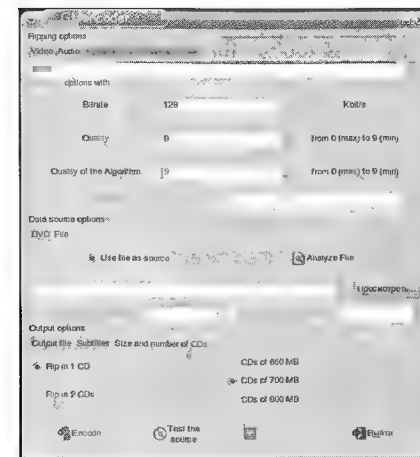 Ripping options
Video Audio
options with
Bitrate 128 Kbit/s
Quality 9 from 0 (max) to 9 (min)
Quality of the Algorithm 9 from 0 (max) to 9 (min)
Data source options
DVD File
Use file as source Analyze File
Просмотреть
Output options
Output file Subtitles Size and number of CDs
Rip in 1 CD CDs of 650 MB
CDs of 700 MB
Rip in 2 CDs CDs of 800 MB
Encode Test the source Выйти